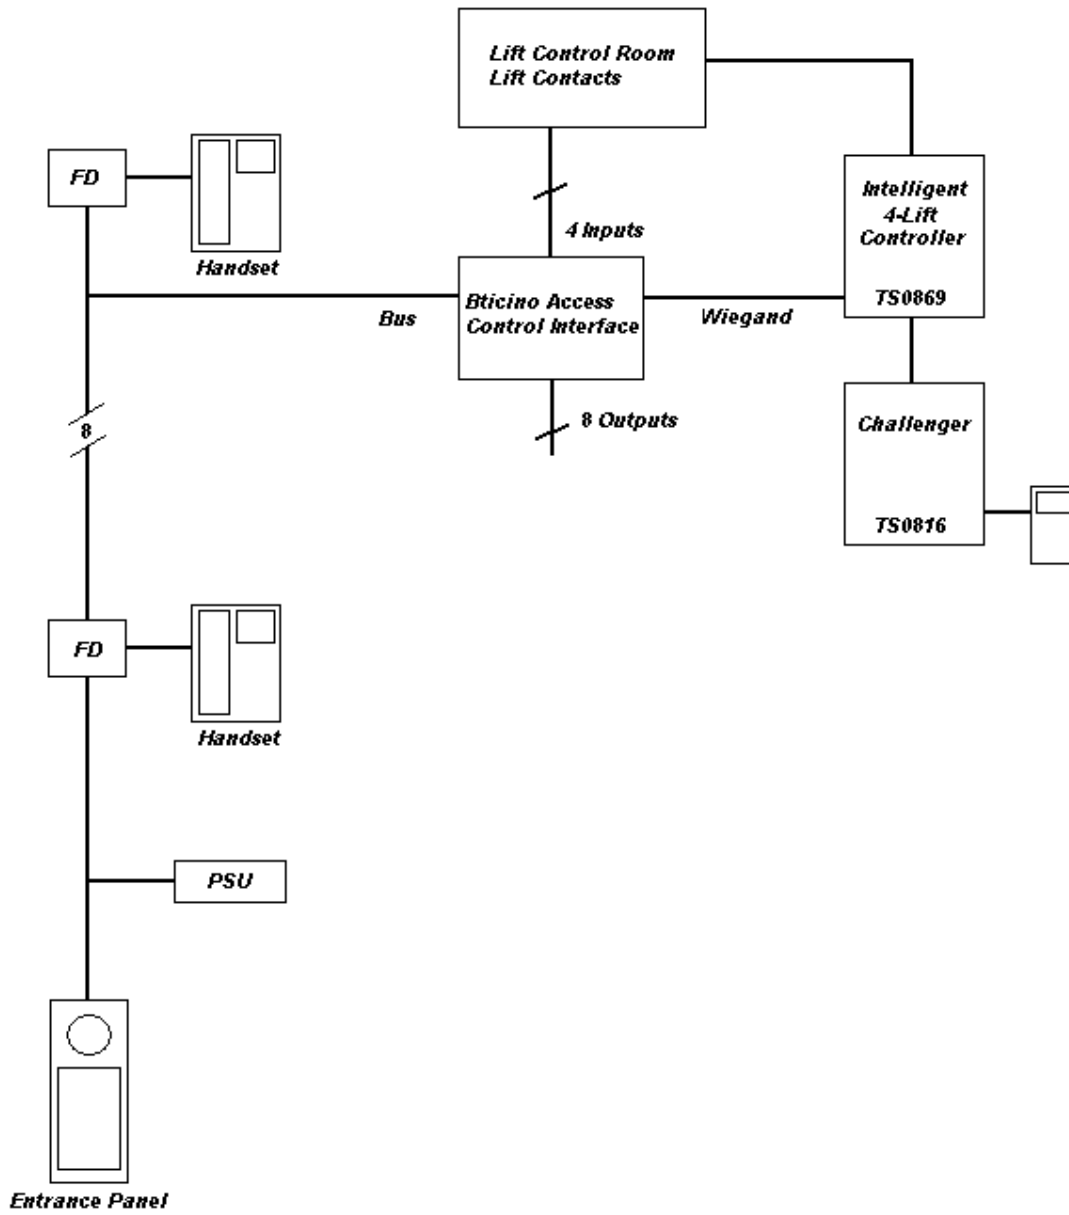 Lift Control Room
Lift Contacts
FD
Handset
4 Inputs
Intelligent
4-Lift
Controller
TS0869
Bus
Bticino Access
Control Interface
Wiegand
8 Outputs
8
Challenger
TS0816
FD
Handset
PSU
Entrance Panel